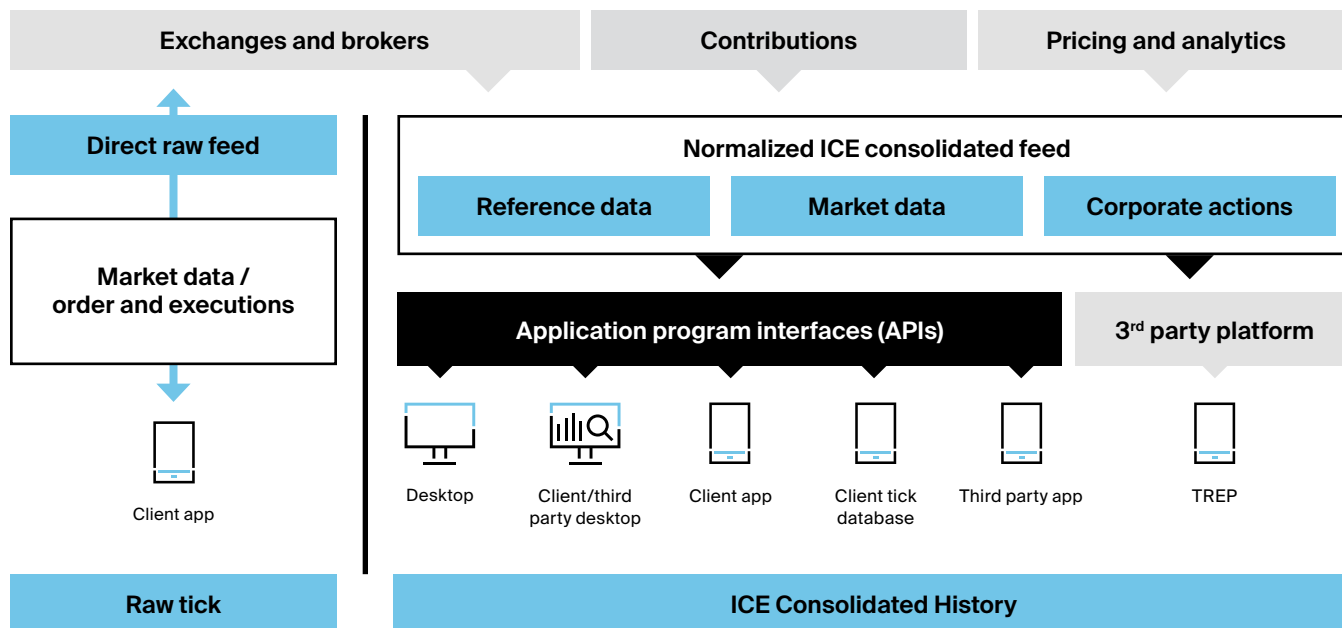 Exchanges and brokers
Contributions
Pricing and analytics
Direct raw feed
Market data /
order and executions
Client app
Raw tick
Normalized ICE consolidated feed
Reference data
Market data
Corporate actions
Application program interfaces (APIs)
3rd party platform
Desktop
Client/third
party desktop
Client app
Client tick
database
Third party app
TREP
ICE Consolidated History